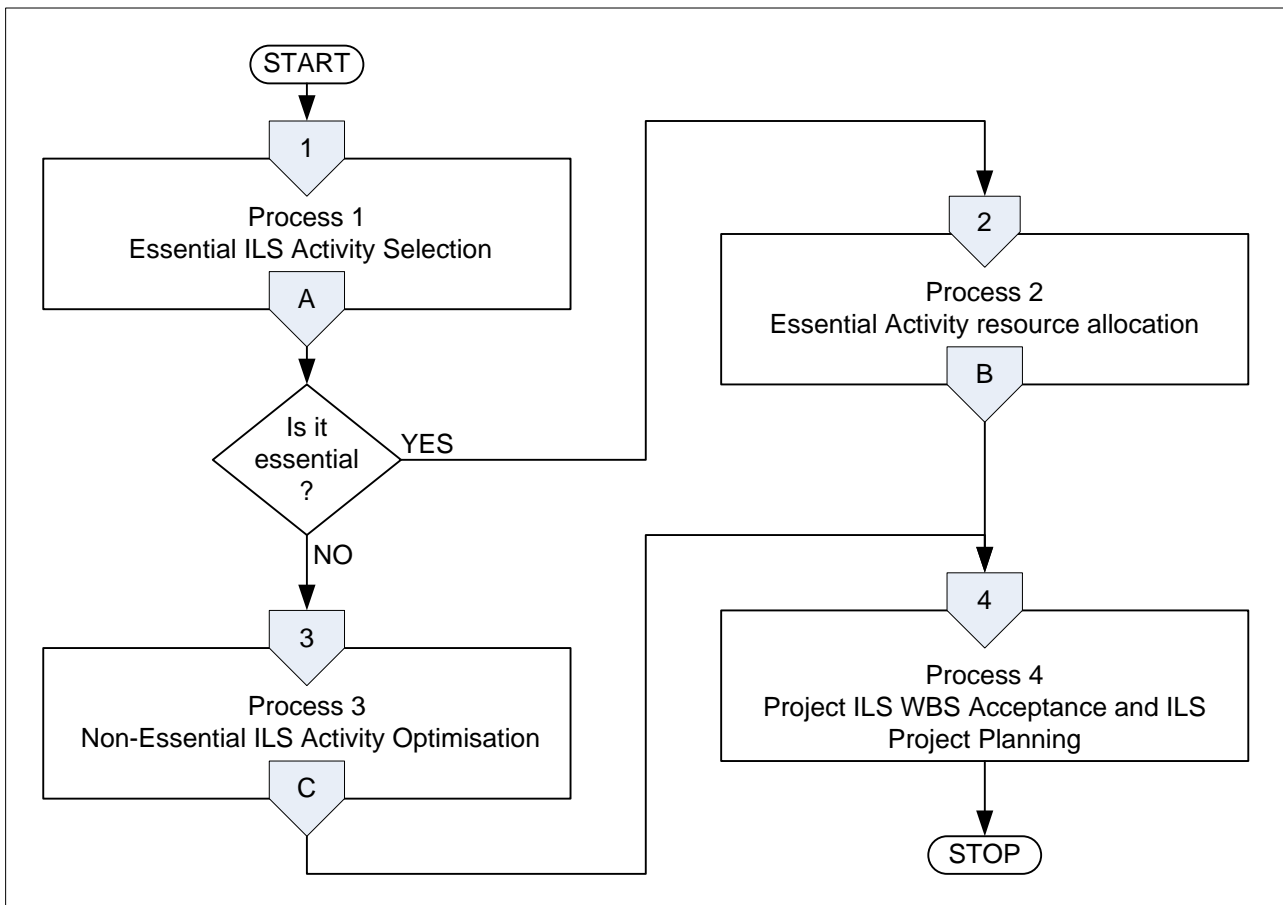 START
1
Process 1
Essential ILS Activity Selection
A
Is it
essential
?
YES
NO
3
Process 3
Non-Essential ILS Activity Optimisation
C
2
Process 2
Essential Activity resource allocation
B
4
Process 4
Project ILS WBS Acceptance and ILS
Project Planning
STOP